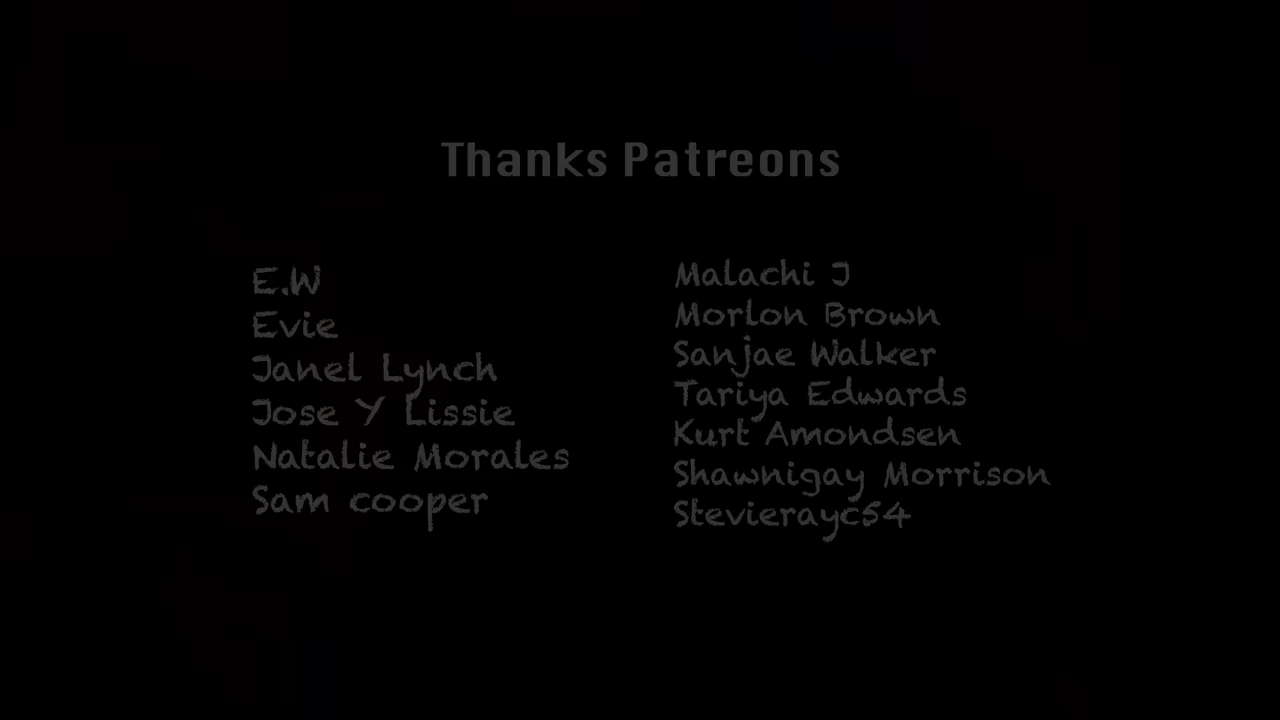 Thanks Patreons
E.W
Evie
Janel Lynch
Jose Y Lissie
Natalie Morales
Sam cooper
Malachi J
Morlon Brown
Sanjae Walker
Tariya Edwards
Kurt Amondsen
Shawnigay Morrison
Stevierayc54